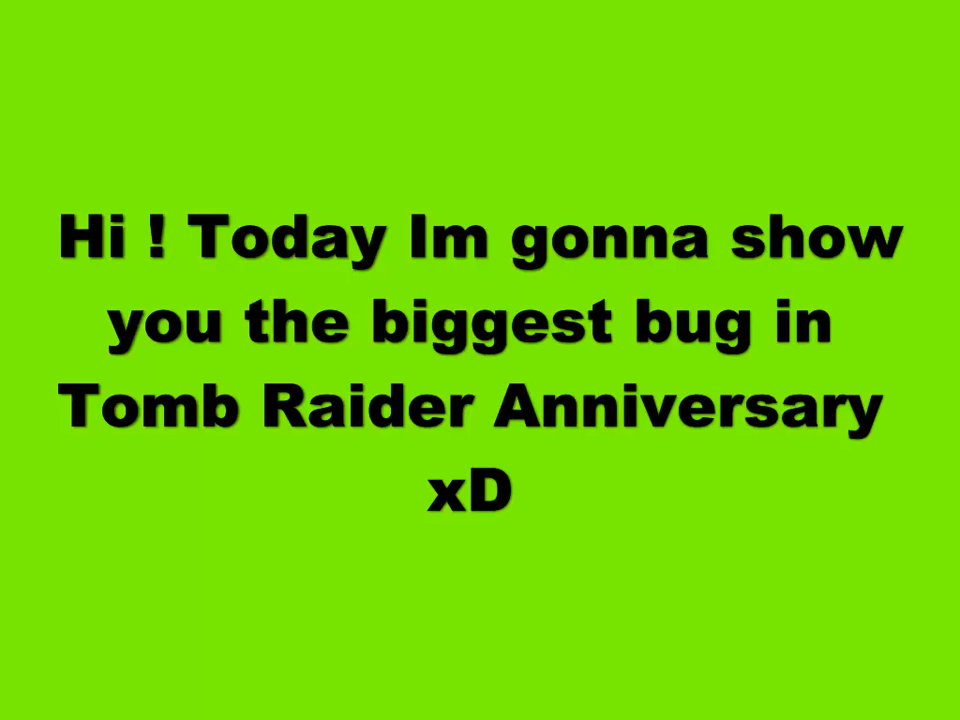 Hi ! Today Im gonna show
you the biggest bug in
Tomb Raider Anniversary
xD